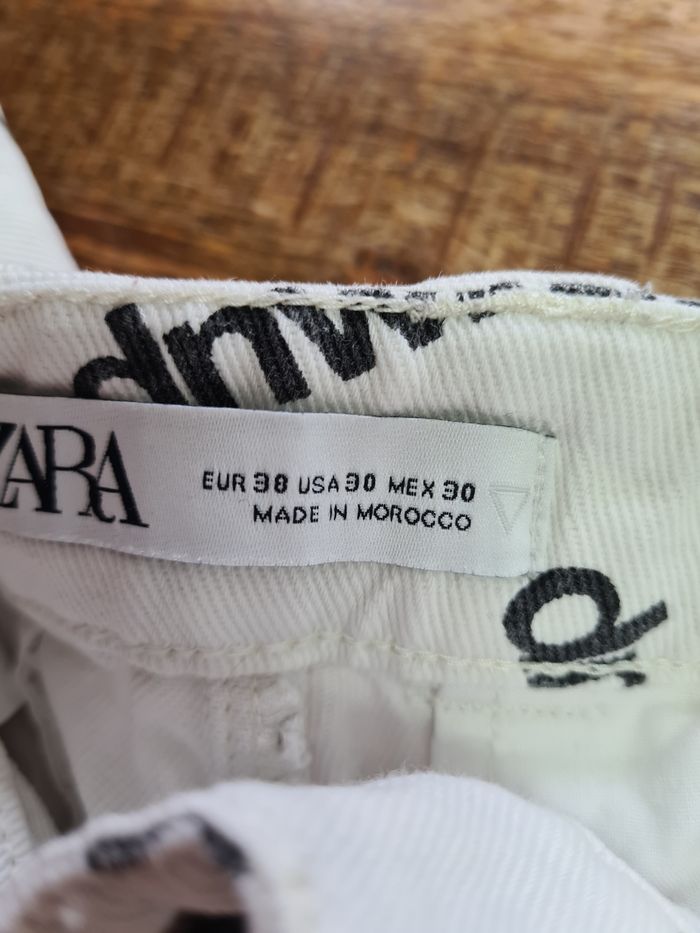 ZARA
EUR 38 USA 30 MEX 30
MADE IN MOROCCO